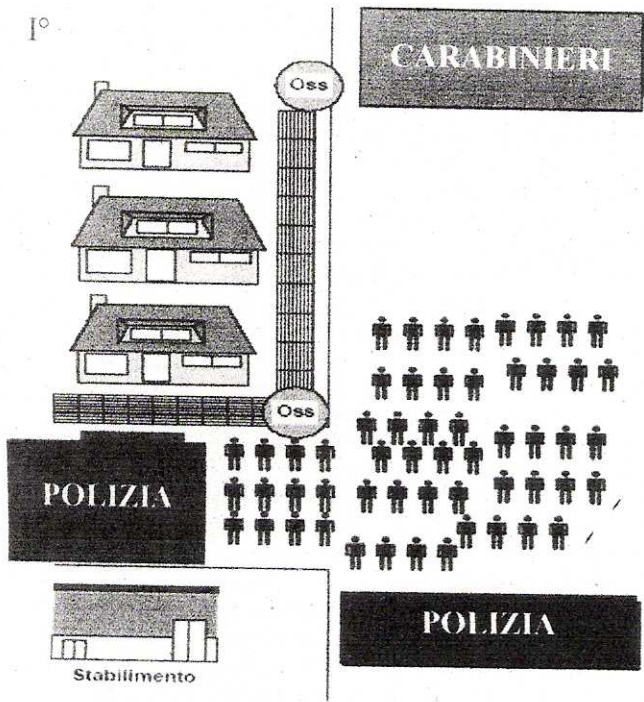 I°
CARABINIERI
Oss
Oss
POLIZIA
POLIZIA
Stabilimento